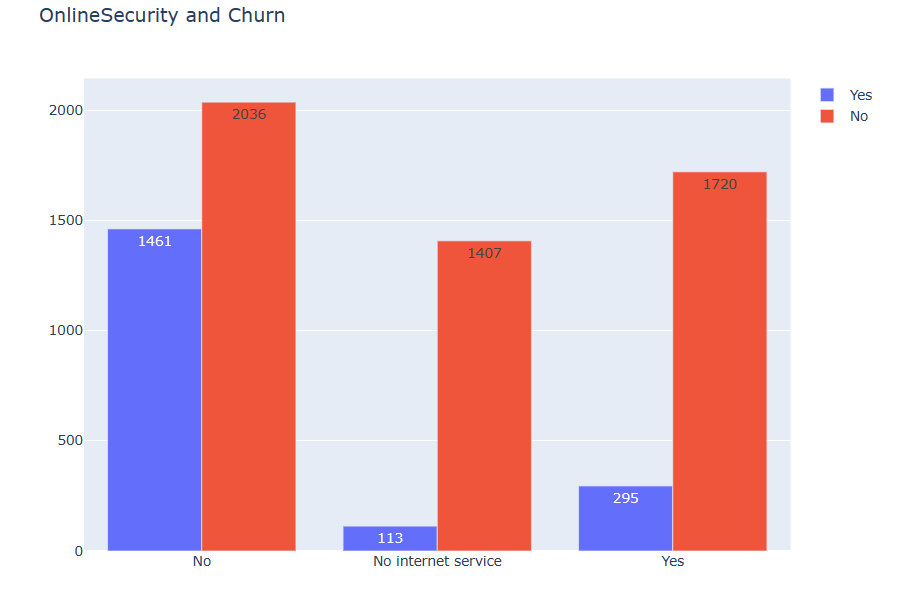 OnlineSecurity and Churn
Yes
No
2000
1500
1000
500
0
1461
2036
113
1407
295
1720
No
No internet service
Yes